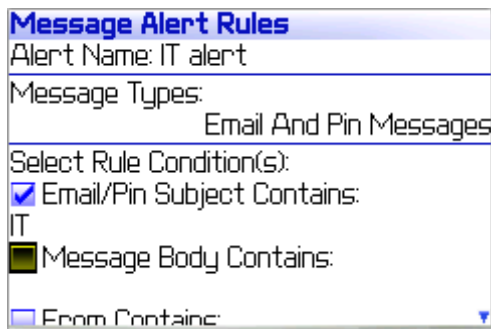 Message Alert Rules
Alert Name: IT alert
Message Types:
Email And Pin Messages
Select Rule Condition(s):
Email/Pin Subject Contains:
IT
Message Body Contains:
From Contains: